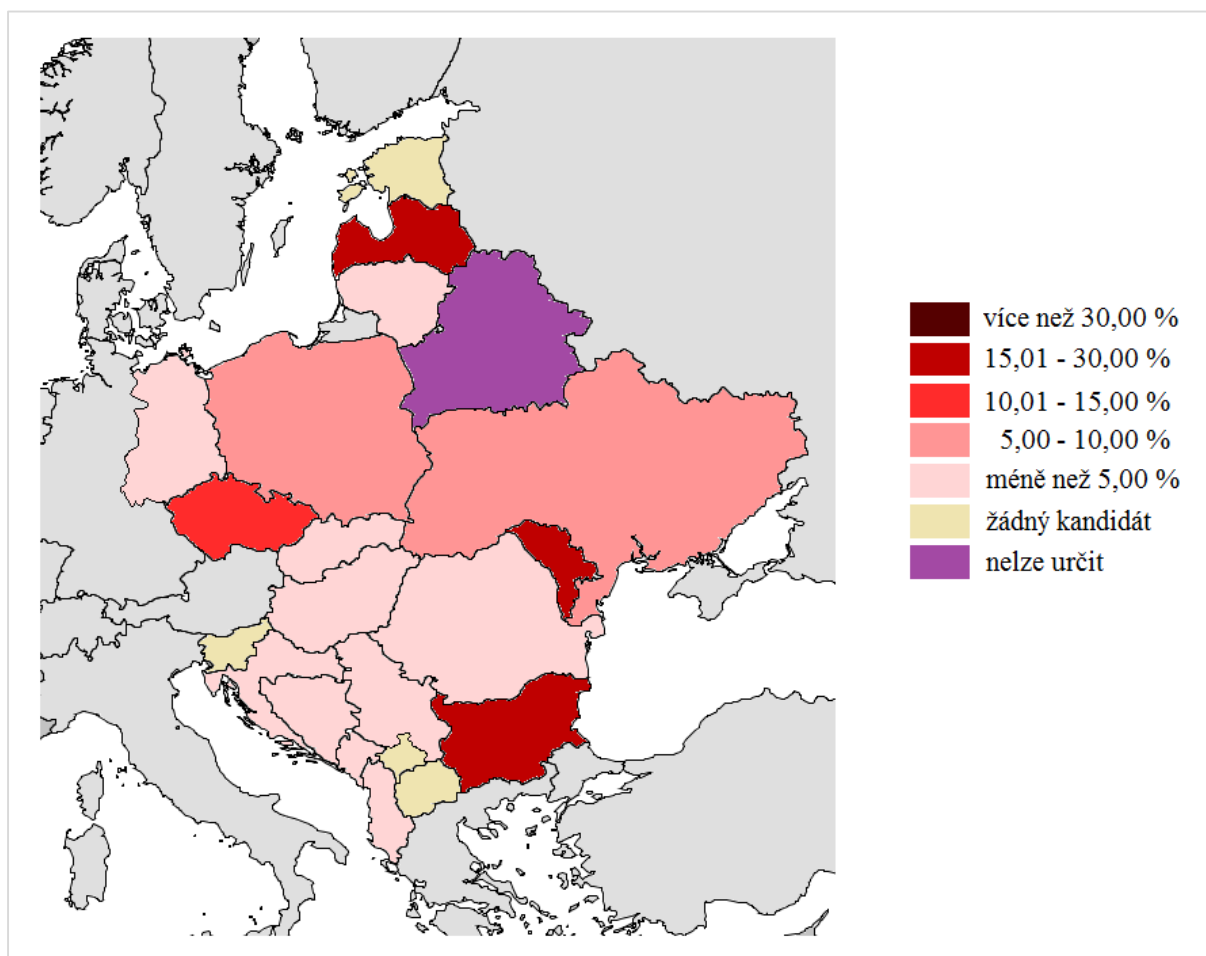 více než 30,00 %
15,01 - 30,00 %
10,01 - 15,00 %
5,00 - 10,00 %
méně než 5,00 %
žádný kandidát
nelze určit